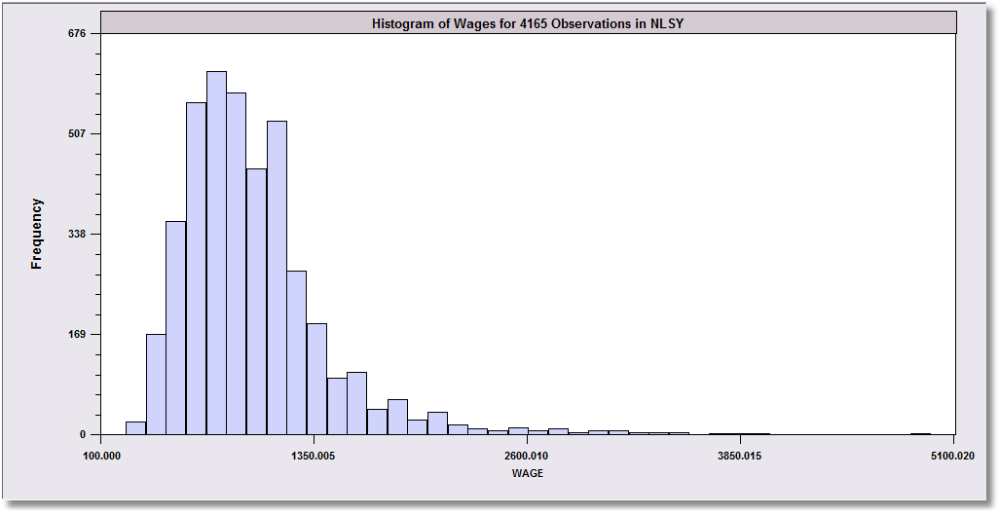 Histogram of Wages for 4165 Observations in NLSY
676
507
338
169
0
Frequency
100.000 1350.005 2600.010 3850.015 5100.020
WAGE